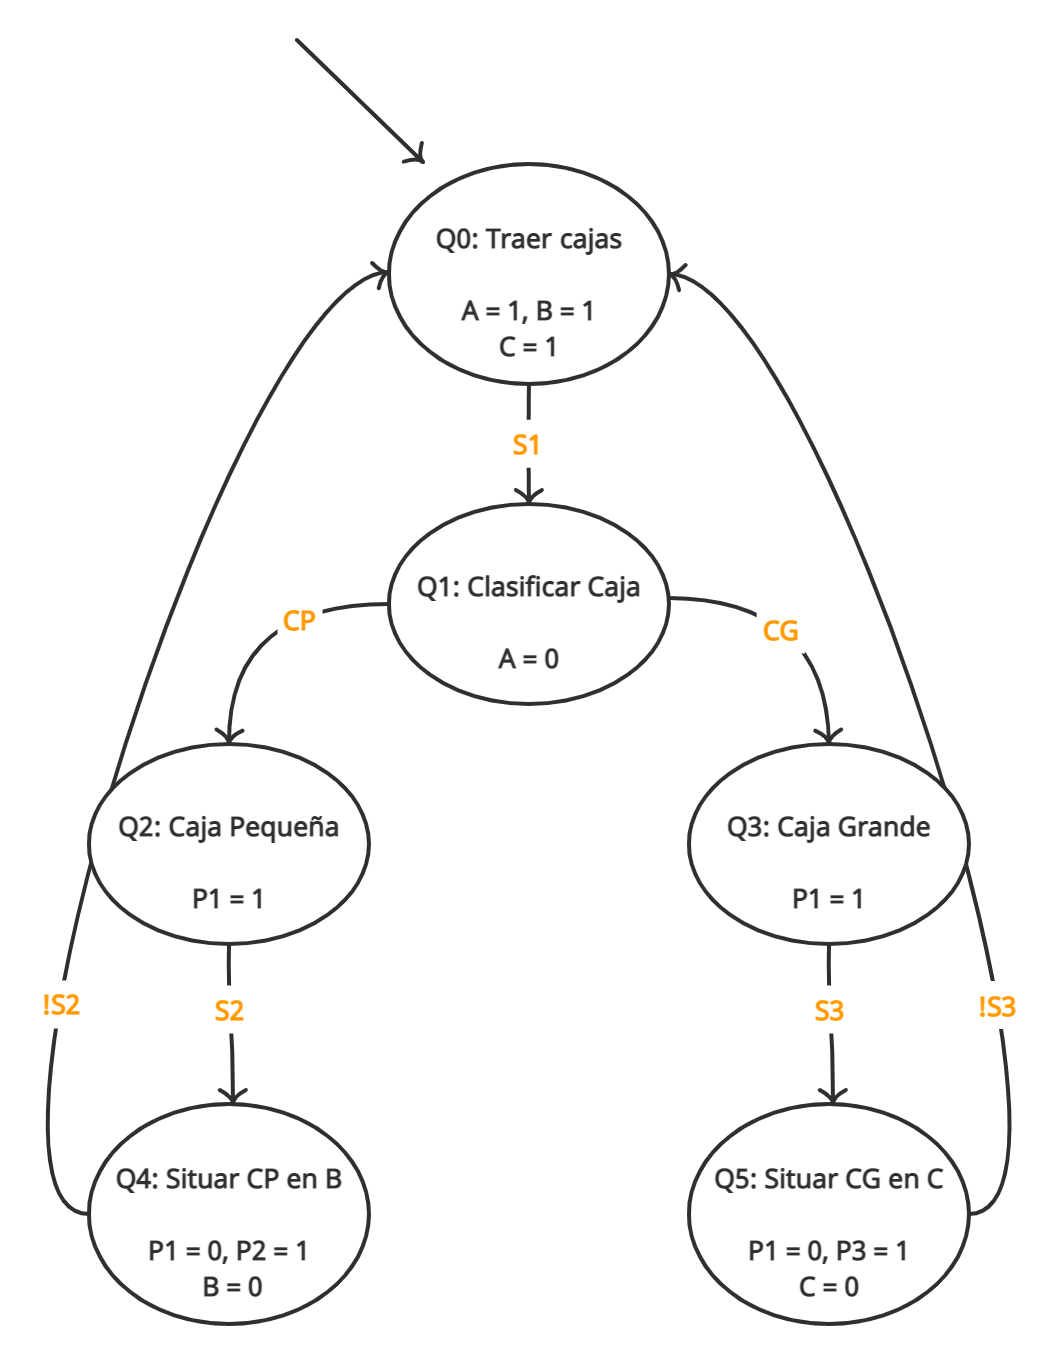 Q0: Traer cajas
A = 1, B = 1
C = 1
S1
Q1: Clasificar Caja
A = 0
CP
CG
Q2: Caja Pequeña
P1 = 1
Q3: Caja Grande
P1 = 1
!S2
S2
S3
!S3
Q4: Situar CP en B
P1 = 0, P2 = 1
B = 0
Q5: Situar CG en C
P1 = 0, P3 = 1
C = 0